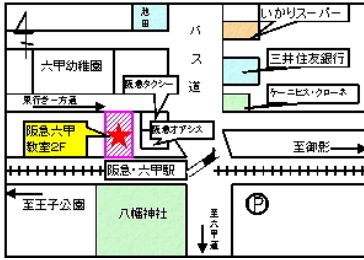 池
田
バ
ス
道
いかりスーパー
六甲幼稚園
三井住友銀行
阪急タクシー
ケーニヒス・クローネ
東行き一方通
阪急オアシス
阪急六甲
教室2F
阪急・六甲駅
至御影
至王子公園
八幡神社
至
六
甲
道
P